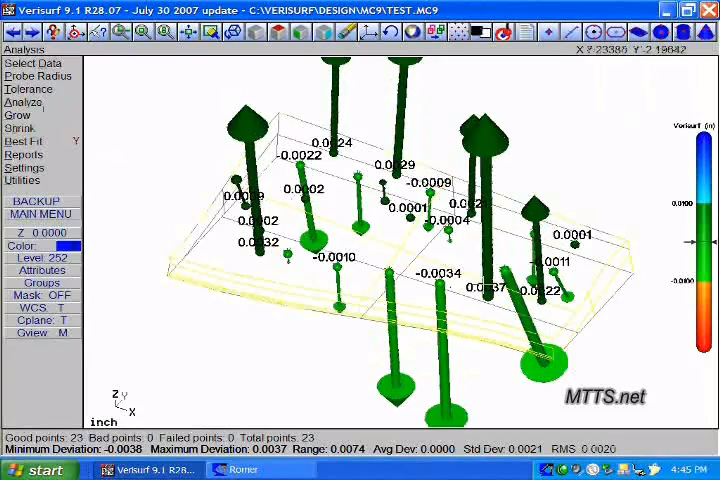 Verisurf 9.1 R28.07 - July 30 2007 update - C:\VERISURF\DESIGN\MC9\TEST.MC9
Analysis
Select Data
Probe Radius
Tolerance
Analyze
Grow
Shrink
Best Fit Y
Reports
Settings
Utilities
BACKUP
MAIN MENU
Z 0.0000
Color:
Level: 252
Attributes
Groups
Mask: OFF
WCS: T
Cplane: T
Gview M
0.0024
-0.0022
0.0029
-0.0009
0.0002
0.0001
-0.0004
0.0002
0.0032
0.0001
-0.0010
-0.0011
-0.0034
0.0037
0.0022
Verisurf (in)
0.0100
-0.0100
Z
Y
X
inch
MTTS.net
Good points: 23 Bad points: 0 Failed points: 0 Total points: 23
Minimum Deviation: -0.0038 Maximum Deviation: 0.0037 Range: 0.0074 Avg Dev: 0.0000 Std Dev: 0.0021 RMS 0.0020
start
Verisurf 9.1 R28...
Romer
4:45 PM